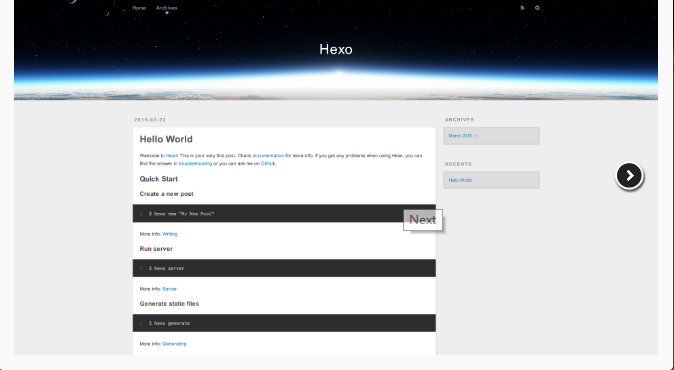 Home Archives
Hexo
2015-03-22
Hello World
Welcome to Hexo! This is your very first post. Check documentation for more info. If you get any problems when using Hexo, you can
find the answer in troubleshooting or you can ask me on GitHub.
Quick Start
Create a new post
1 $ hexo new "My New Post"
More info: Writing
Run server
1 $ hexo server
More info: Server
Generate static files
1 $ hexo generate
More info: Generating
ARCHIVES
March 2015 (1)
RECENTS
Hello World
Next